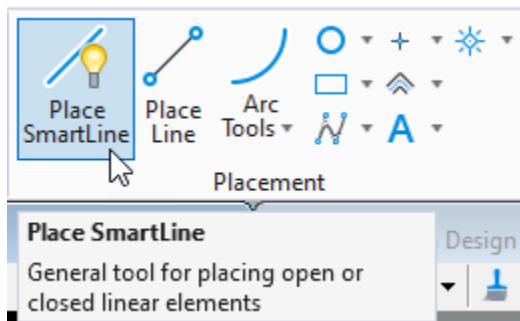 Place
SmartLine
Place
Line
Arc
Tools
A
Placement
Place SmartLine
General tool for placing open or
closed linear elements
Design